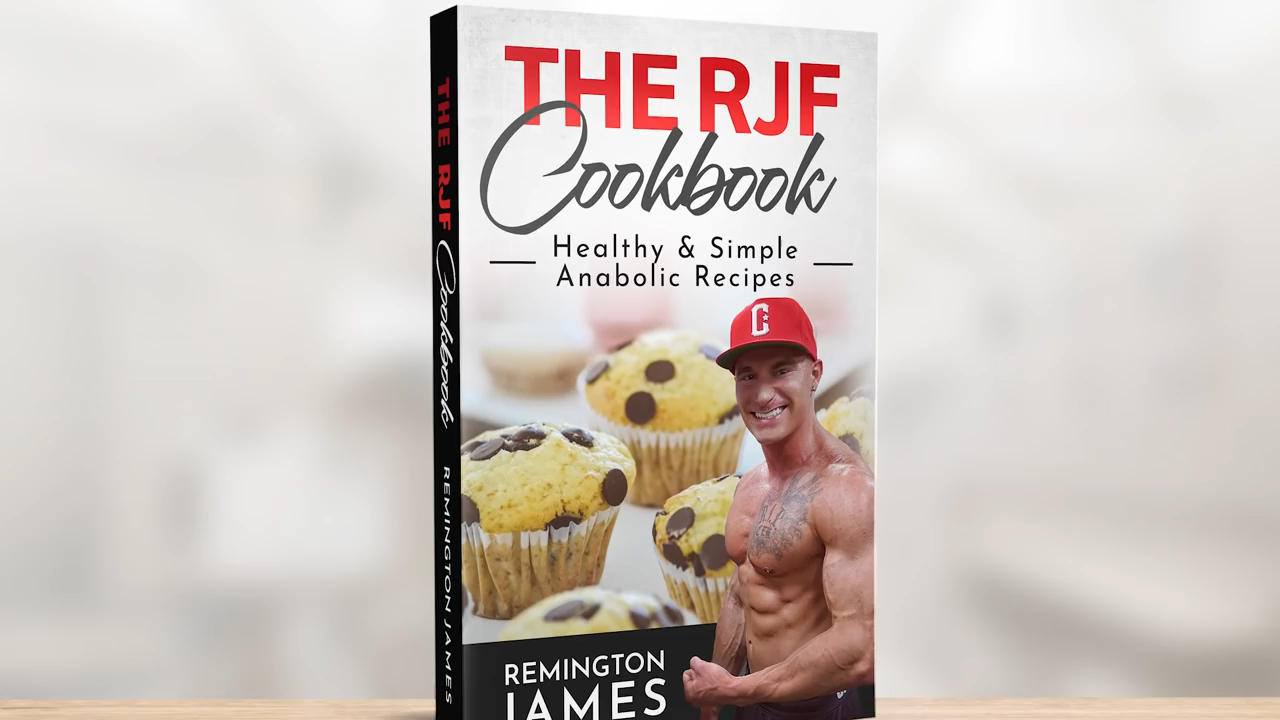 THE RJF
Cookbook
Healthy & Simple
Anabolic Recipes
C
REMINGTON
JAMES
THE RJF Cookbook REMINGTON JAMES